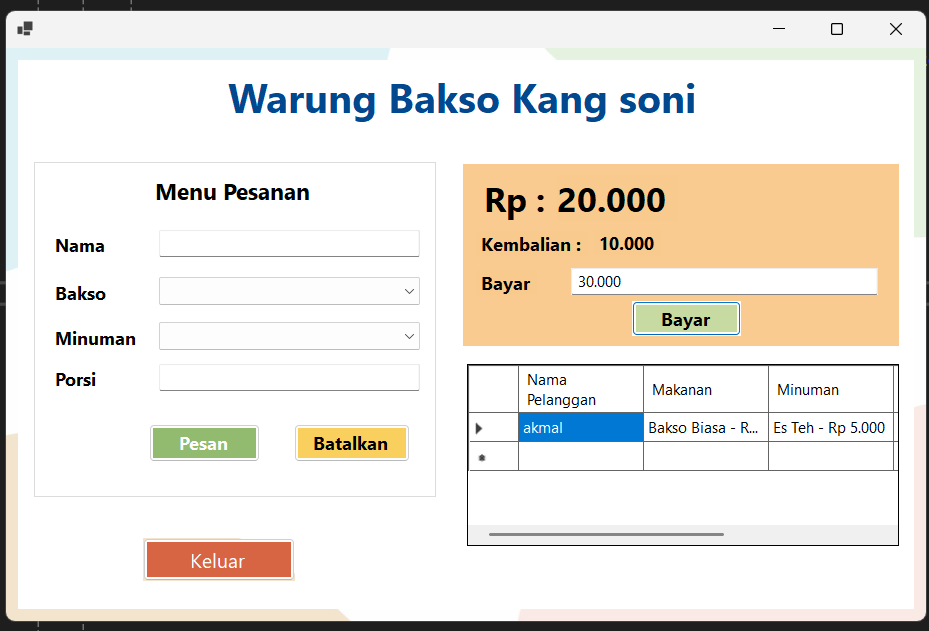 Warung Bakso Kang soni
Menu Pesanan
Nama
Bakso
Minuman
Porsi
Pesan
Batalkan
Keluar
Rp : 20.000
Kembalian : 10.000
Bayar 30.000
Bayar
Nama Pelanggan Makanan Minuman
akmal Bakso Biasa - R... Es Teh - Rp 5.000